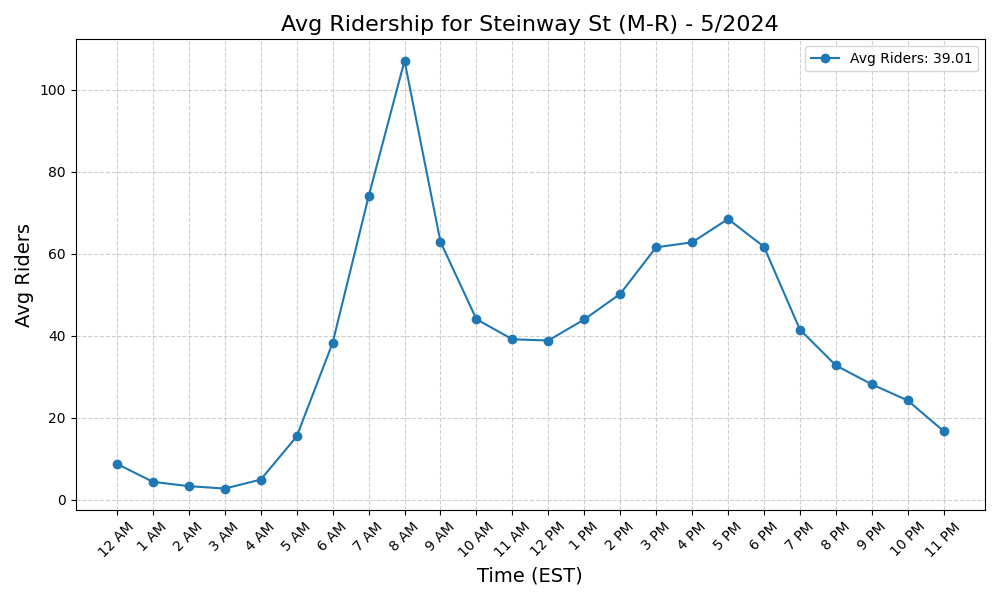 Avg Ridership for Steinway St (M-R) - 5/2024
Avg Riders: 39.01
Avg Riders
100
80
60
40
20
0
12 AM
1 AM
2 AM
3 AM
4 AM
5 AM
6 AM
7 AM
8 AM
9 AM
10 AM
11 AM
12 PM
1 PM
2 PM
3 PM
4 PM
5 PM
6 PM
7 PM
8 PM
9 PM
10 PM
11 PM
Time (EST)